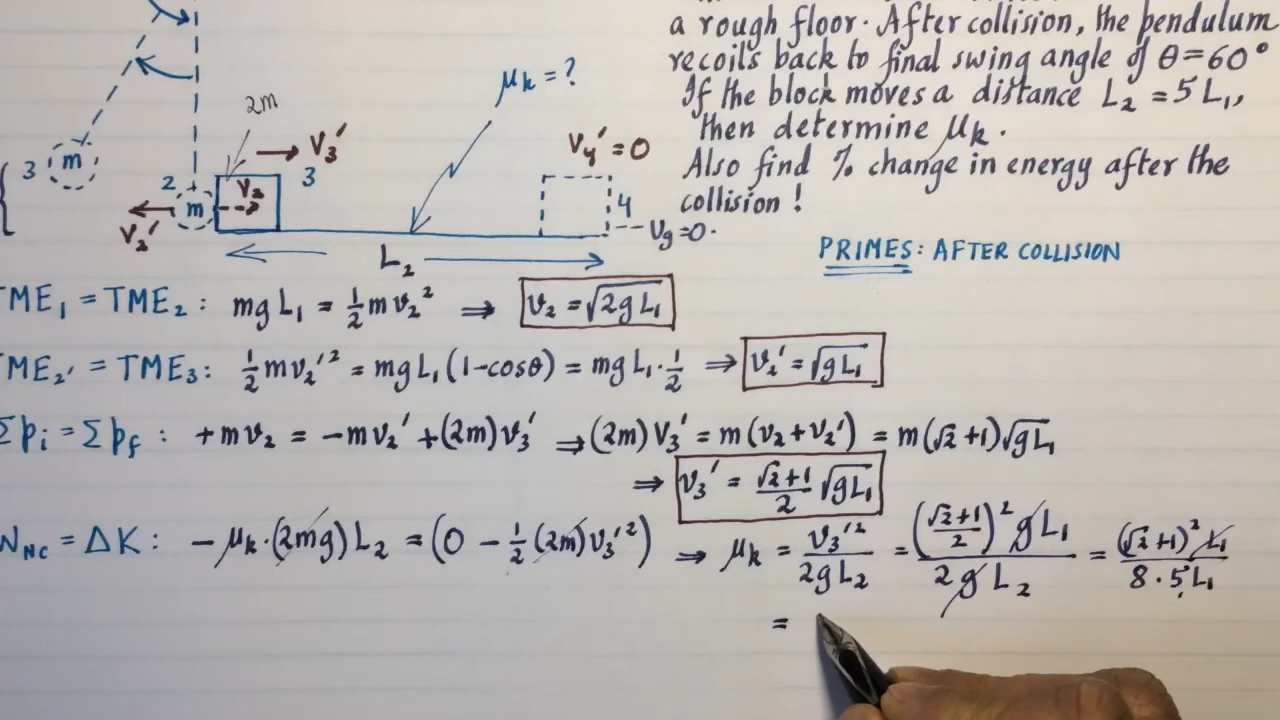 a rough floor. After collision, the pendulum
recoils back to final swing angle of θ=60°
If the block moves a distance L₂ = 5L₁,
then determine μₖ.
Also find % change in energy after the
collision!
PRIMES: AFTER COLLISION
μₖ = ?
2m
V₃′
3
V₄′ = 0
3
m
2
m
V₂
V₂′
4
V₉=0.
L₂
TME₁ = TME₂ : mgL₁ = ½mv₂² ⇒ v₂ = √2gL₁
TME₂′ = TME₃ : ½mv₂′² = mgL₁(1-cosθ) = mgL₁·½ ⇒ v₂′ = √gL₁
Σpᵢ = Σp_f : +mv₂ = -mv₂′ + (2m)v₃′ ⇒ (2m)V₃′ = m(v₂+v₂′) = m(√2+1)√gL₁
⇒ v₃′ = (√2+1)/2 √gL₁
W_NC = ΔK : -μₖ·(2mg)L₂ = (0 - ½(2m)v₃′²) ⇒ μₖ = v₃′²/2gL₂ = ((√2+1)/2)² gL₁/2gL₂ = (√2+1)² L₁/8·5L₁
=